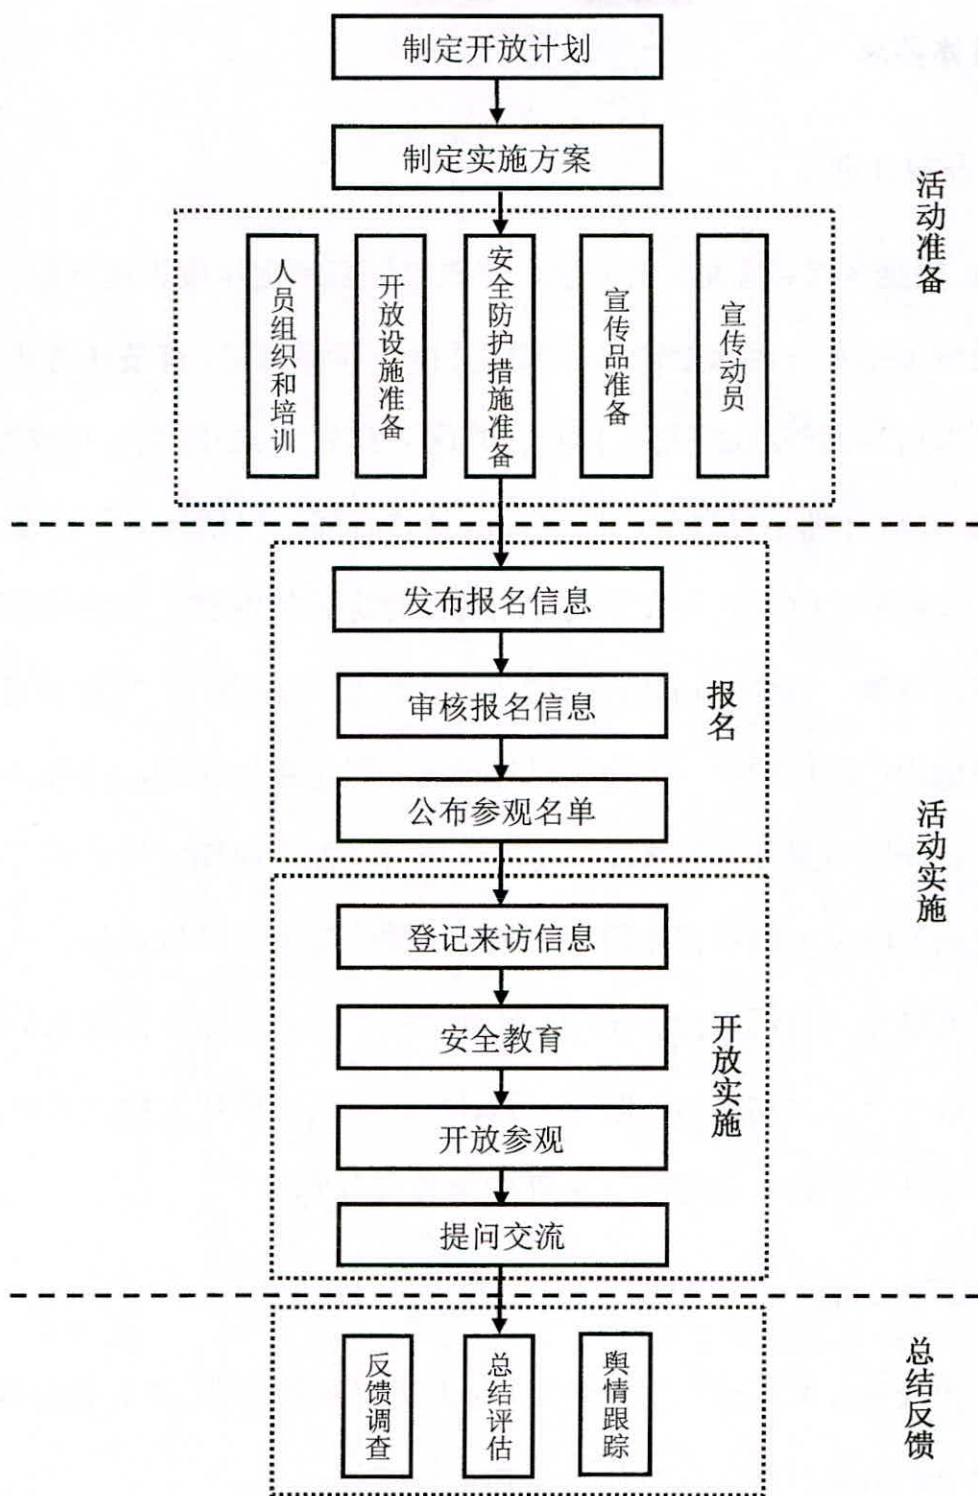 制定开放计划
制定实施方案
活动准备
人员组织和培训
开放设施准备
安全防护措施准备
宣传品准备
宣传动员
发布报名信息
审核报名信息
公布参观名单
报名
活动实施
登记来访信息
安全教育
开放参观
提问交流
开放实施
反馈调查
总结评估
舆情跟踪
总结反馈